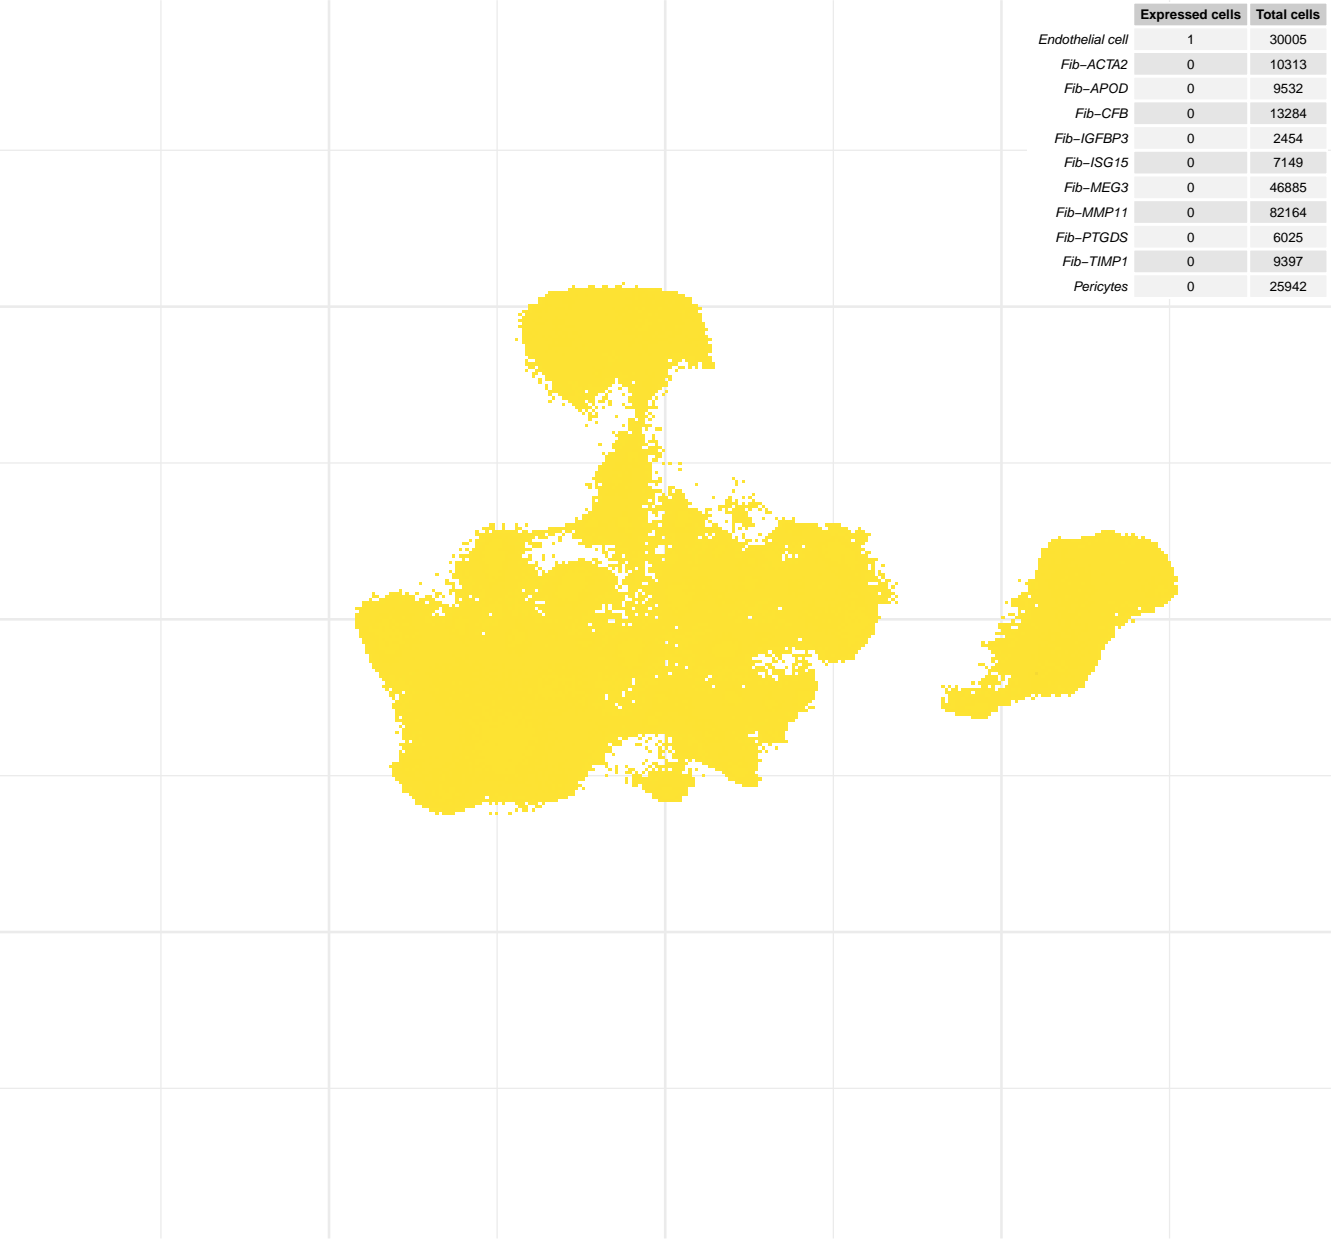 Expressed cells Total cells
Endothelial cell 1 30005
Fib−ACTA2 0 10313
Fib−APOD 0 9532
Fib−CFB 0 13284
Fib−IGFBP3 0 2454
Fib−ISG15 0 7149
Fib−MEG3 0 46885
Fib−MMP11 0 82164
Fib−PTGDS 0 6025
Fib−TIMP1 0 9397
Pericytes 0 25942